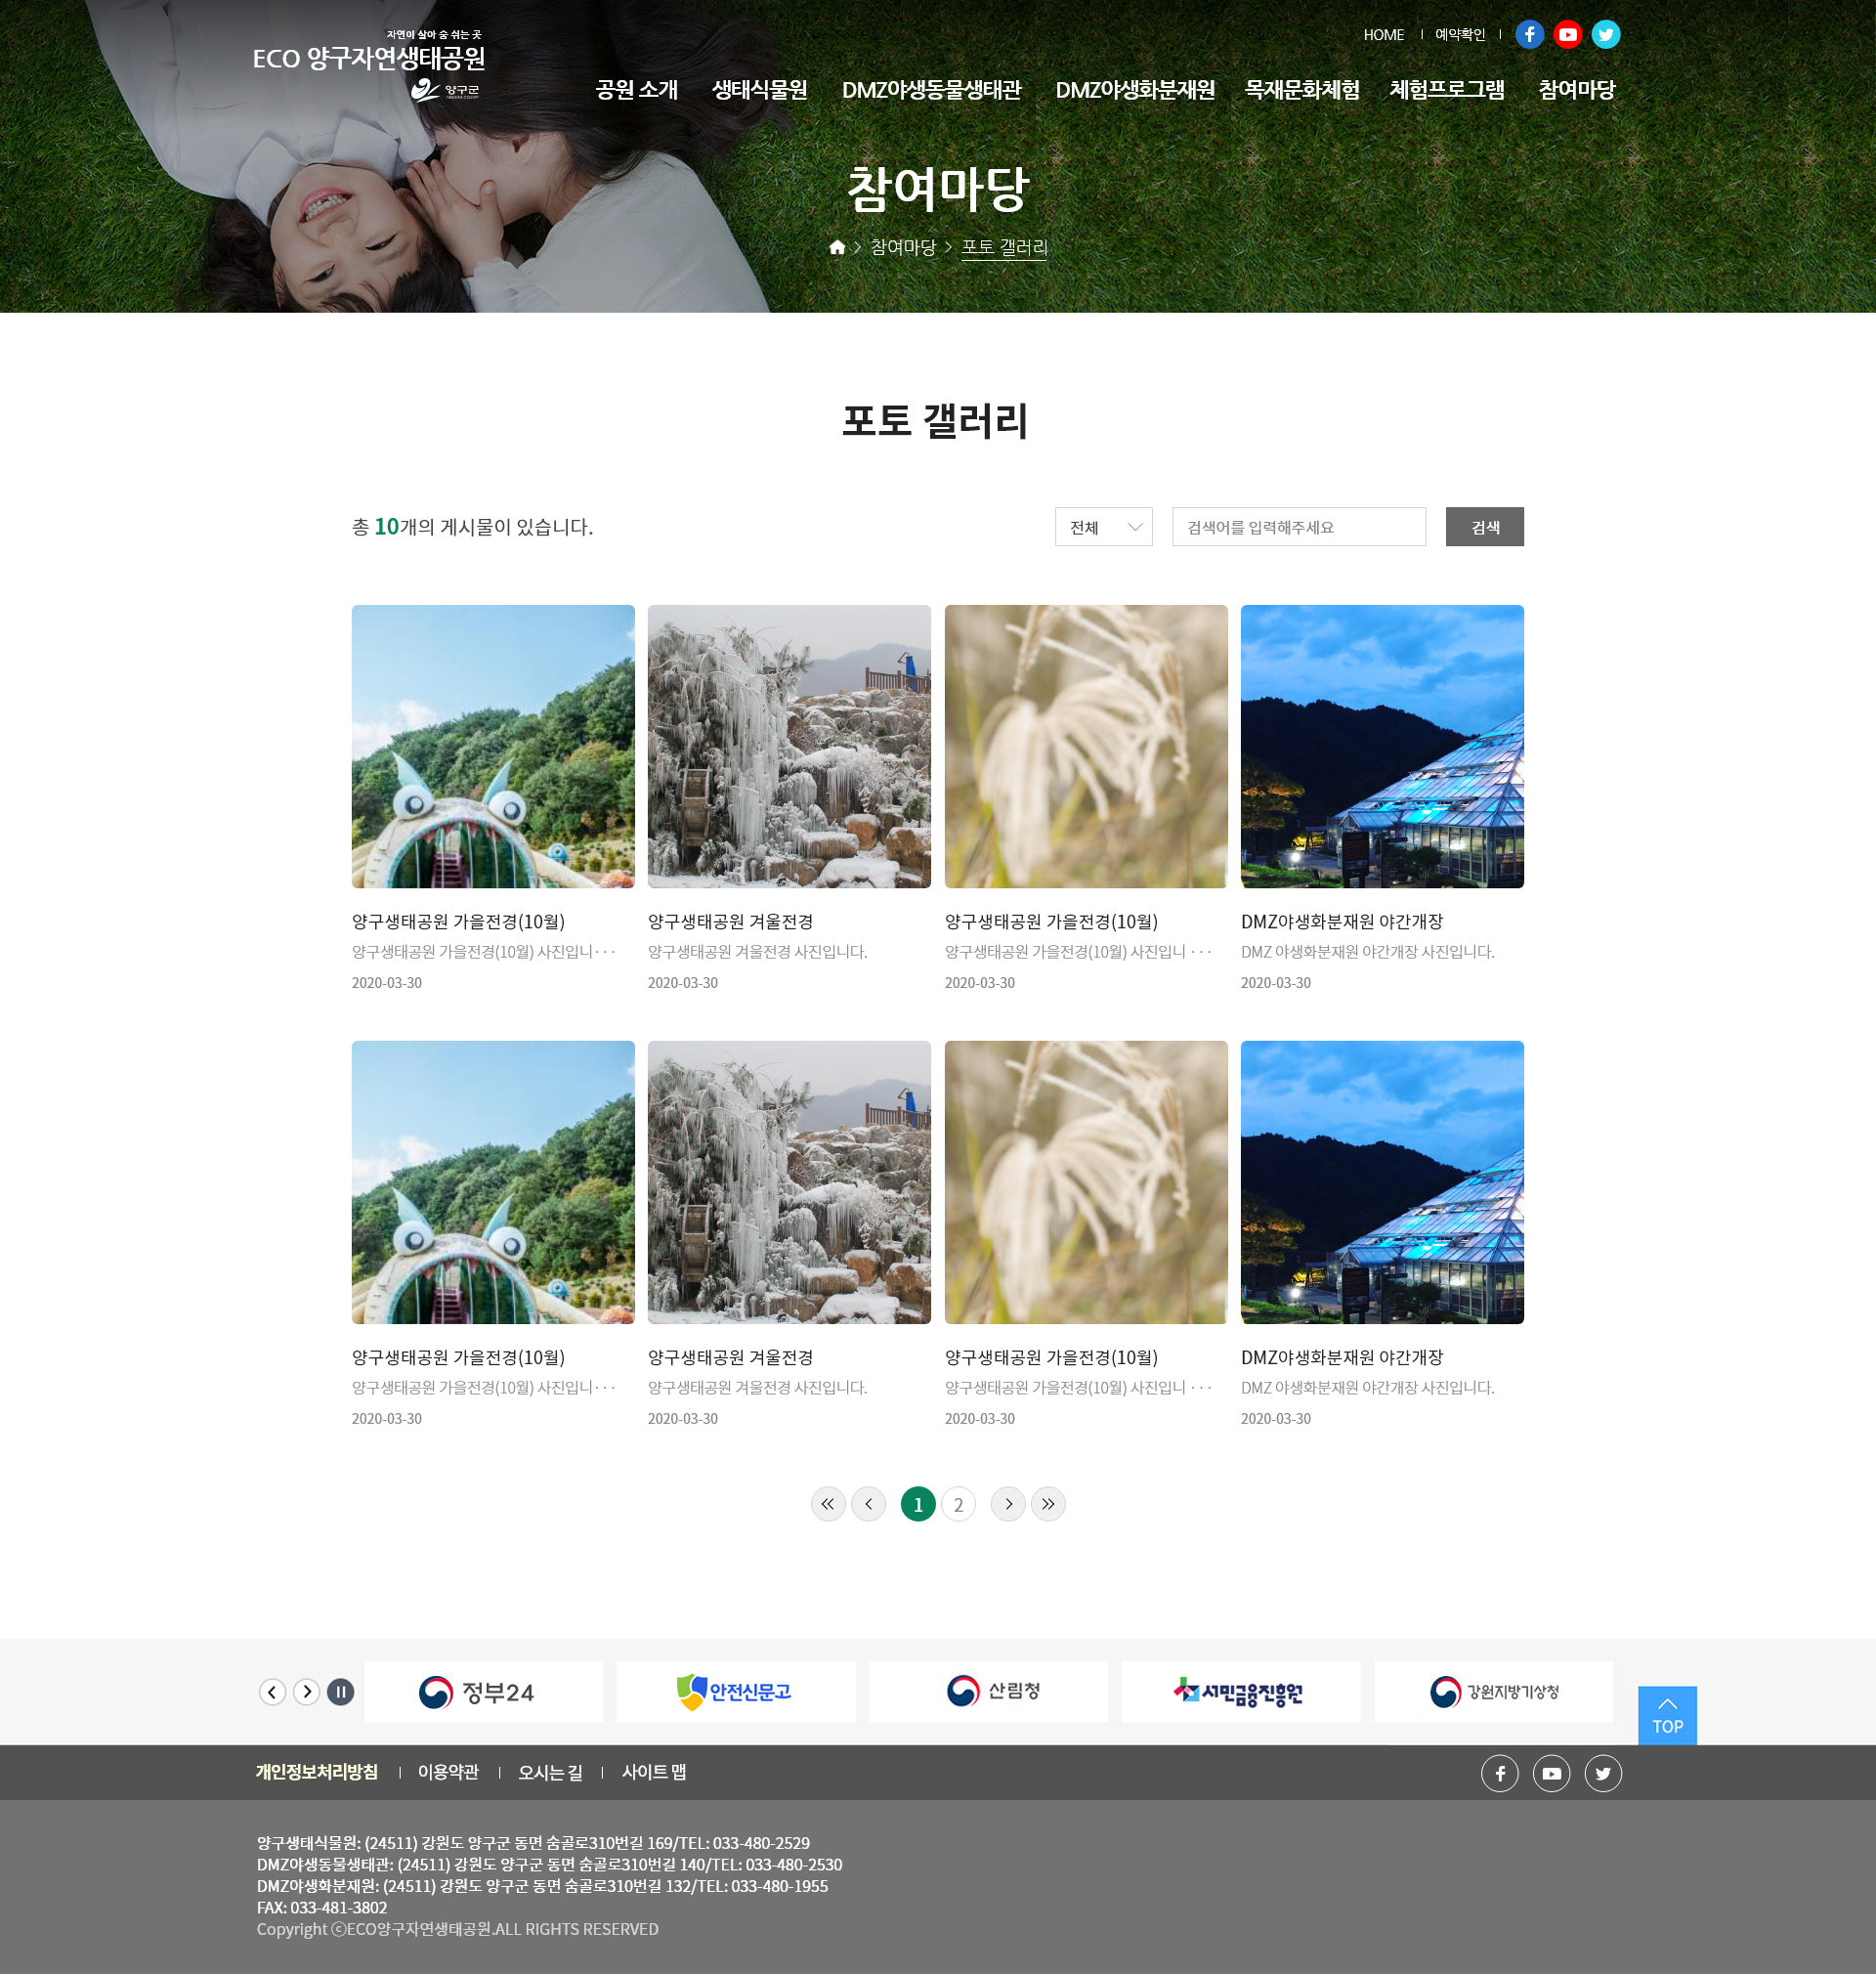 자연이 살아 숨 쉬는 곳
ECO 양구자연생태공원
양구군
HOME 예약확인
공원 소개 생태식물원 DMZ야생동물생태관 DMZ야생화분재원 목재문화체험 체험프로그램 참여마당
참여마당
참여마당 > 포토 갤러리
포토 갤러리
총 10개의 게시물이 있습니다.
전체 검색어를 입력해주세요 검색
양구생태공원 가을전경(10월)
양구생태공원 가을전경(10월) 사진입니···
2020-03-30
양구생태공원 겨울전경
양구생태공원 겨울전경 사진입니다.
2020-03-30
양구생태공원 가을전경(10월)
양구생태공원 가을전경(10월) 사진입니 ···
2020-03-30
DMZ야생화분재원 야간개장
DMZ 야생화분재원 야간개장 사진입니다.
2020-03-30
양구생태공원 가을전경(10월)
양구생태공원 가을전경(10월) 사진입니···
2020-03-30
양구생태공원 겨울전경
양구생태공원 겨울전경 사진입니다.
2020-03-30
양구생태공원 가을전경(10월)
양구생태공원 가을전경(10월) 사진입니 ···
2020-03-30
DMZ야생화분재원 야간개장
DMZ 야생화분재원 야간개장 사진입니다.
2020-03-30
1 2
정부24 안전신문고 산림청 서민금융진흥원 강원지방기상청
TOP
개인정보처리방침 이용약관 오시는 길 사이트 맵
양구생태식물원: (24511) 강원도 양구군 동면 숨골로310번길 169/TEL: 033-480-2529
DMZ야생동물생태관: (24511) 강원도 양구군 동면 숨골로310번길 140/TEL: 033-480-2530
DMZ야생화분재원: (24511) 강원도 양구군 동면 숨골로310번길 132/TEL: 033-480-1955
FAX: 033-481-3802
Copyright ⓒECO양구자연생태공원.ALL RIGHTS RESERVED